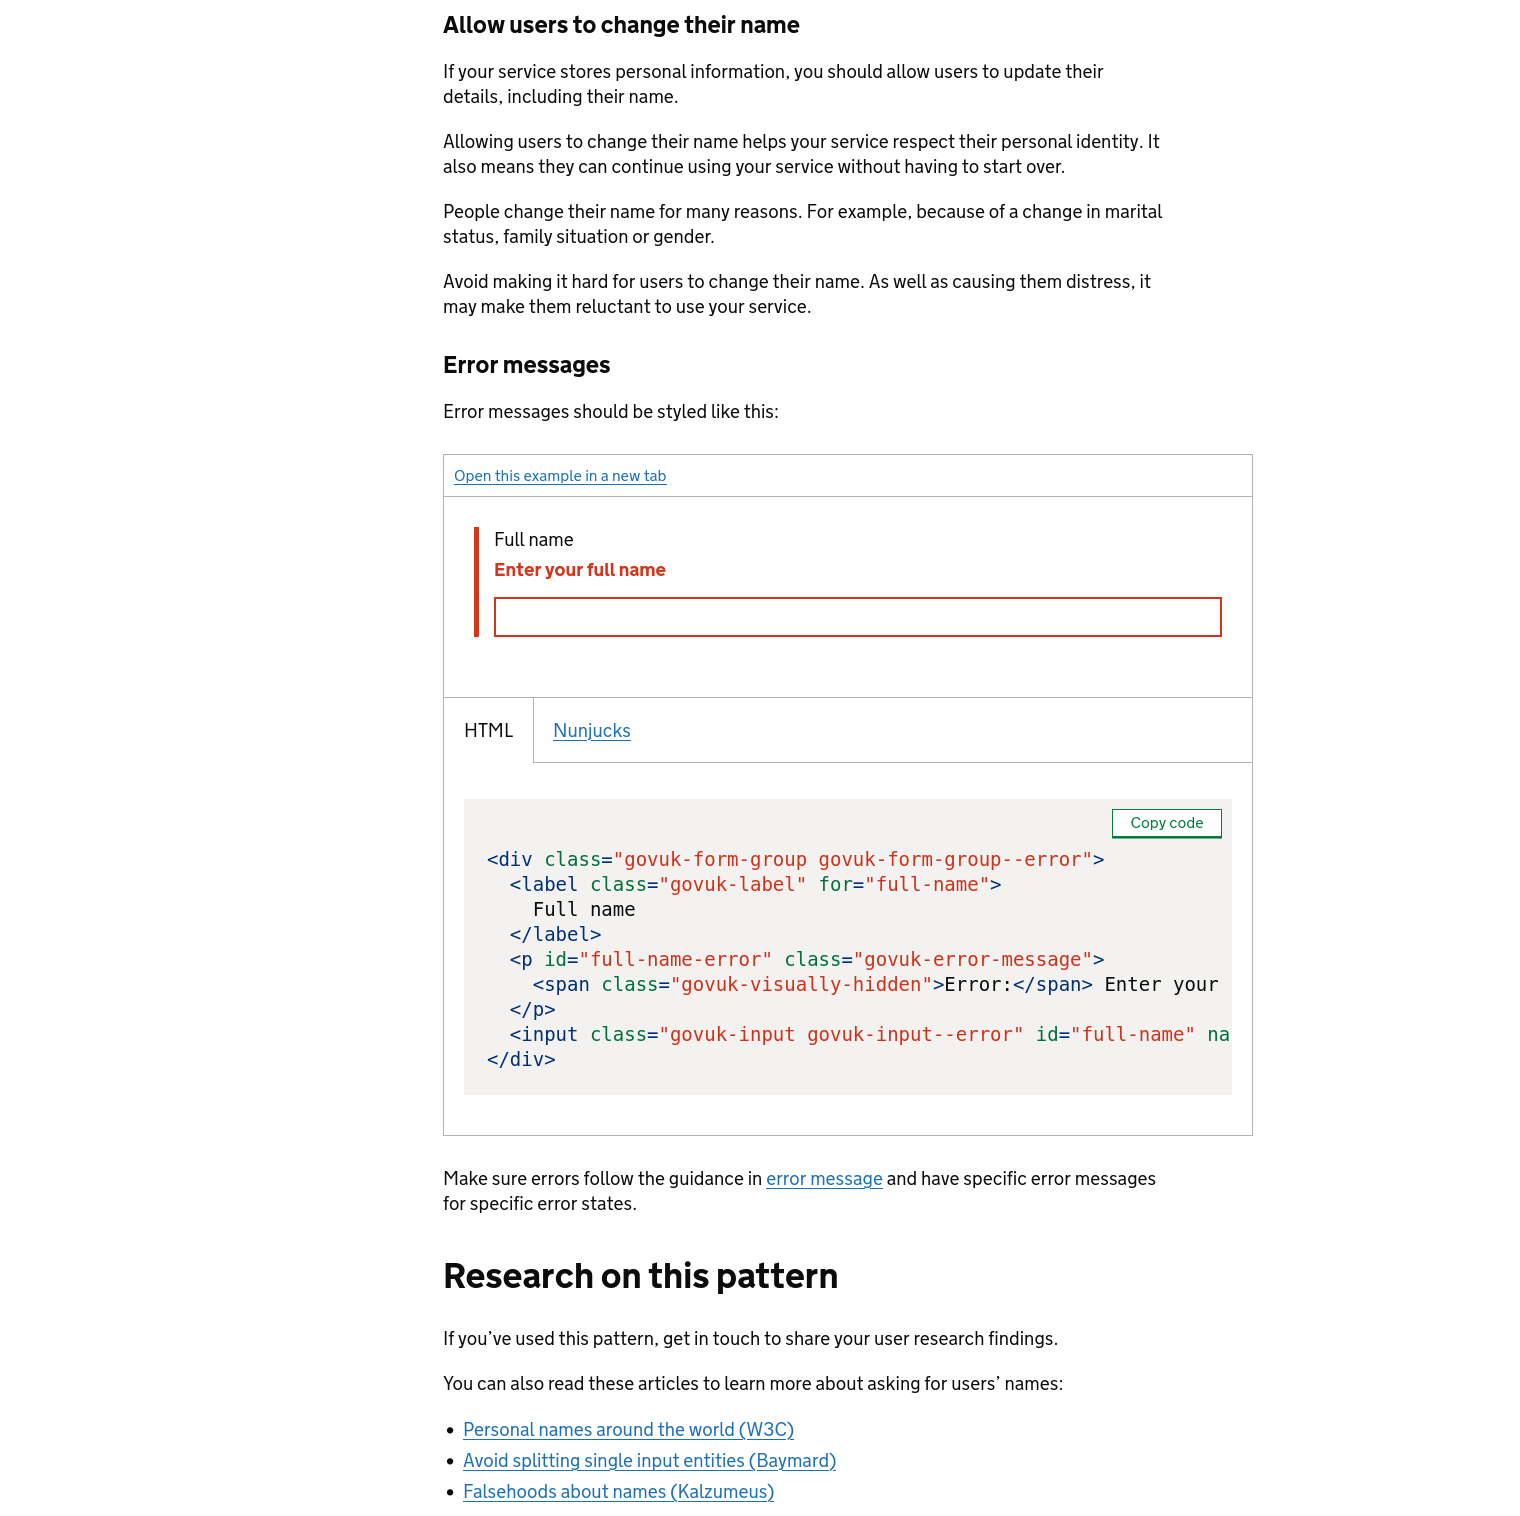 Allow users to change their name
If your service stores personal information, you should allow users to update their
details, including their name.
Allowing users to change their name helps your service respect their personal identity. It
also means they can continue using your service without having to start over.
People change their name for many reasons. For example, because of a change in marital
status, family situation or gender.
Avoid making it hard for users to change their name. As well as causing them distress, it
may make them reluctant to use your service.
Error messages
Error messages should be styled like this:
Open this example in a new tab
Full name
Enter your full name
HTML Nunjucks
Copy code
<div class="govuk-form-group govuk-form-group--error">
  <label class="govuk-label" for="full-name">
    Full name
  </label>
  <p id="full-name-error" class="govuk-error-message">
    <span class="govuk-visually-hidden">Error:</span> Enter your
  </p>
  <input class="govuk-input govuk-input--error" id="full-name" na
</div>
Make sure errors follow the guidance in error message and have specific error messages
for specific error states.
Research on this pattern
If you’ve used this pattern, get in touch to share your user research findings.
You can also read these articles to learn more about asking for users’ names:
• Personal names around the world (W3C)
• Avoid splitting single input entities (Baymard)
• Falsehoods about names (Kalzumeus)